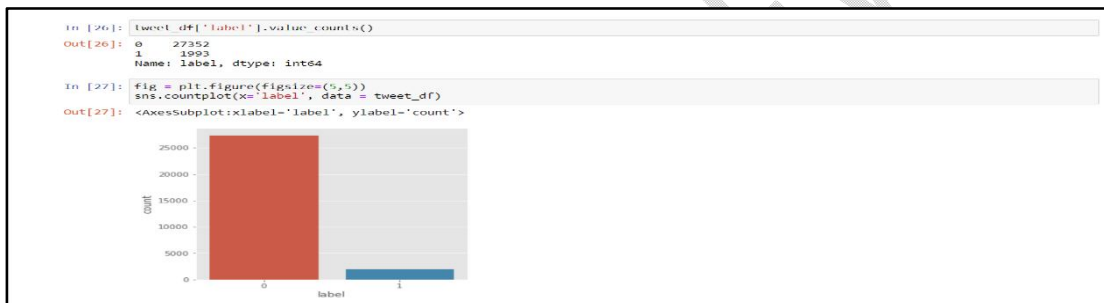 In [26]: tweet_df['label'].value_counts()
Out[26]: 0 27352
1 1993
Name: label, dtype: int64
In [27]: fig = plt.figure(figsize=(5,5))
sns.countplot(x='label', data = tweet_df)
Out[27]: <AxesSubplot:xlabel='label', ylabel='count'>
25000
20000
15000
10000
5000
0
count
0 1
label